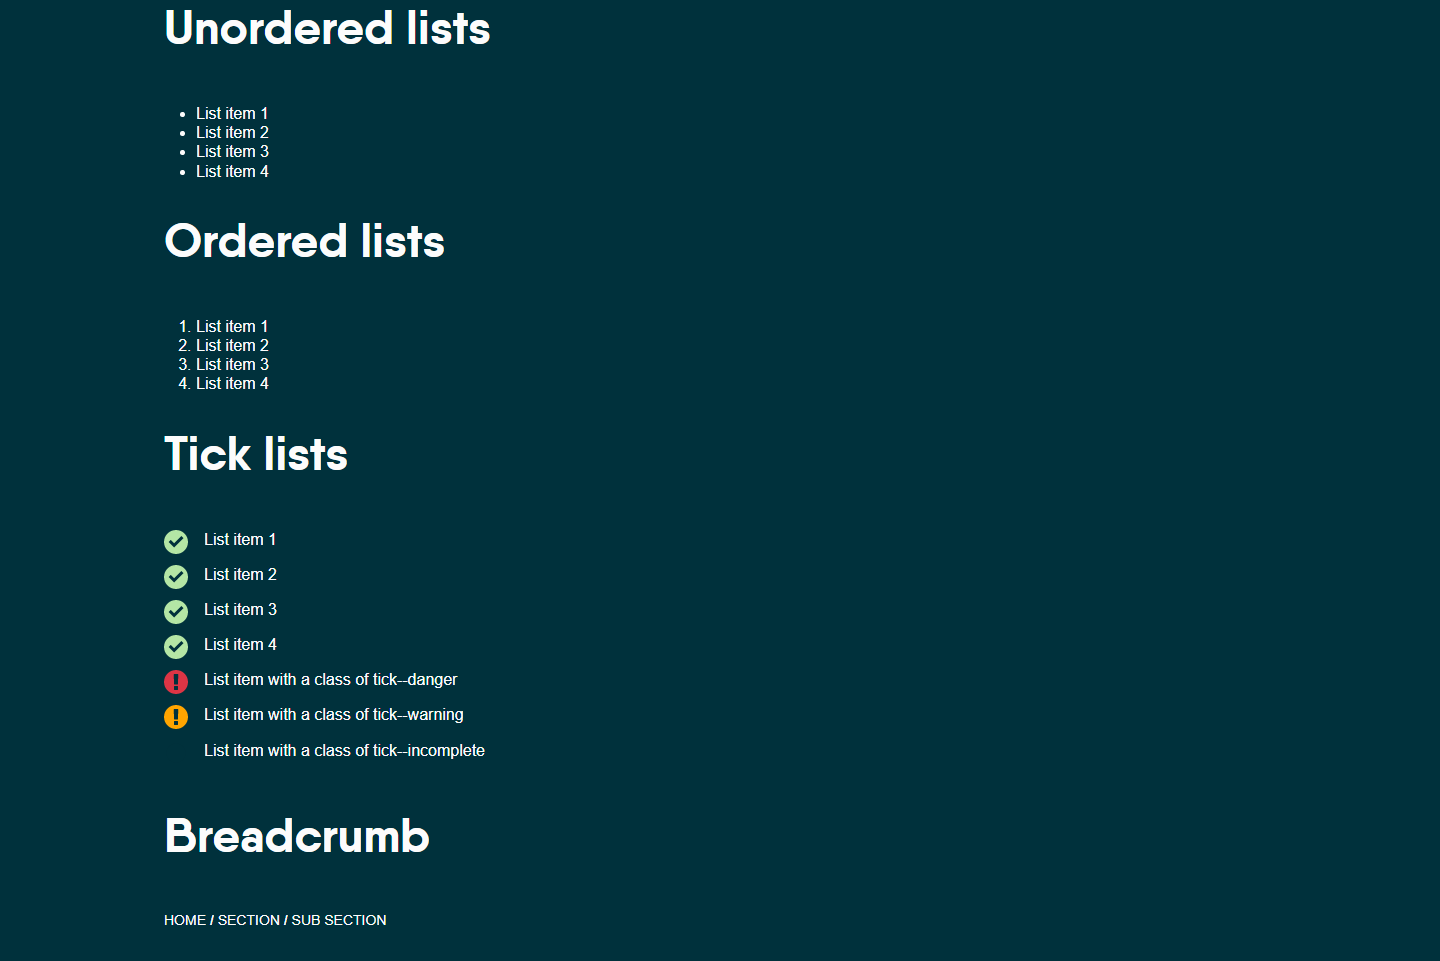 Unordered lists
• List item 1
• List item 2
• List item 3
• List item 4
Ordered lists
1. List item 1
2. List item 2
3. List item 3
4. List item 4
Tick lists
List item 1
List item 2
List item 3
List item 4
List item with a class of tick--danger
List item with a class of tick--warning
List item with a class of tick--incomplete
Breadcrumb
HOME / SECTION / SUB SECTION